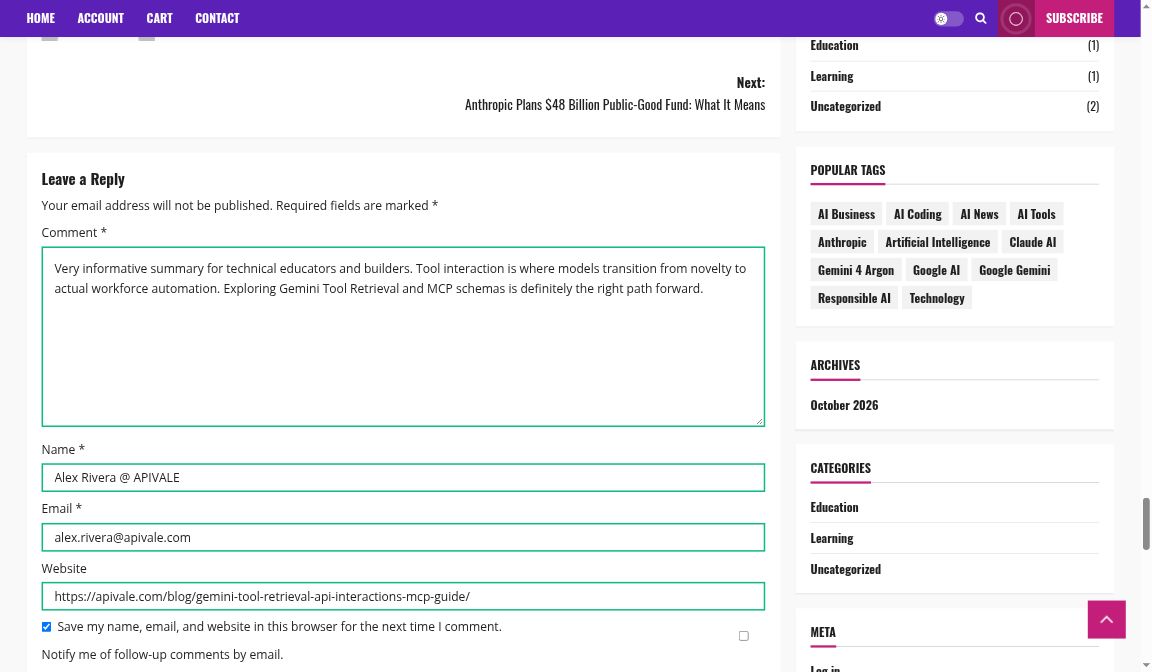 HOME ACCOUNT CART CONTACT SUBSCRIBE
Next:
Anthropic Plans $48 Billion Public-Good Fund: What It Means
Leave a Reply
Your email address will not be published. Required fields are marked *
Comment *
Very informative summary for technical educators and builders. Tool interaction is where models transition from novelty to
actual workforce automation. Exploring Gemini Tool Retrieval and MCP schemas is definitely the right path forward.
Name *
Alex Rivera @ APIVALE
Email *
alex.rivera@apivale.com
Website
https://apivale.com/blog/gemini-tool-retrieval-api-interactions-mcp-guide/
Save my name, email, and website in this browser for the next time I comment.
Notify me of follow-up comments by email.
Education (1)
Learning (1)
Uncategorized (2)
POPULAR TAGS
AI Business AI Coding AI News AI Tools
Anthropic Artificial Intelligence Claude AI
Gemini 4 Argon Google AI Google Gemini
Responsible AI Technology
ARCHIVES
October 2026
CATEGORIES
Education
Learning
Uncategorized
META
Log in